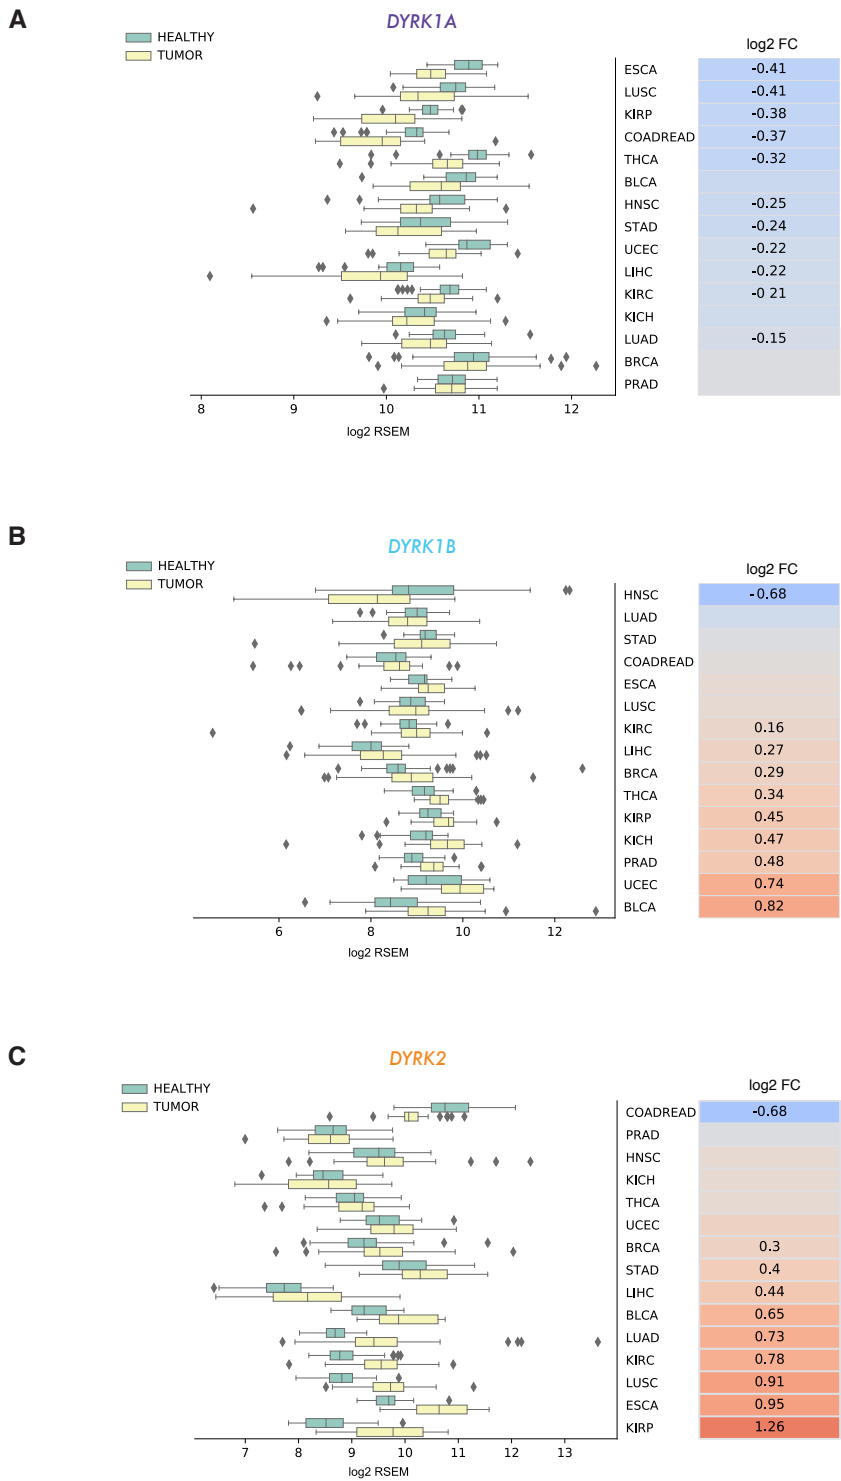 A
DYRK1A
HEALTHY
TUMOR
log2 FC
ESCA -0.41
LUSC -0.41
KIRP -0.38
COADREAD -0.37
THCA -0.32
BLCA
HNSC -0.25
STAD -0.24
UCEC -0.22
LIHC -0.22
KIRC -0 21
KICH
LUAD -0.15
BRCA
PRAD
8 9 10 11 12
log2 RSEM
B
DYRK1B
HEALTHY
TUMOR
log2 FC
HNSC -0.68
LUAD
STAD
COADREAD
ESCA
LUSC
KIRC 0.16
LIHC 0.27
BRCA 0.29
THCA 0.34
KIRP 0.45
KICH 0.47
PRAD 0.48
UCEC 0.74
BLCA 0.82
6 8 10 12
log2 RSEM
C
DYRK2
HEALTHY
TUMOR
log2 FC
COADREAD -0.68
PRAD
HNSC
KICH
THCA
UCEC
BRCA 0.3
STAD 0.4
LIHC 0.44
BLCA 0.65
LUAD 0.73
KIRC 0.78
LUSC 0.91
ESCA 0.95
KIRP 1.26
7 8 9 10 11 12 13
log2 RSEM